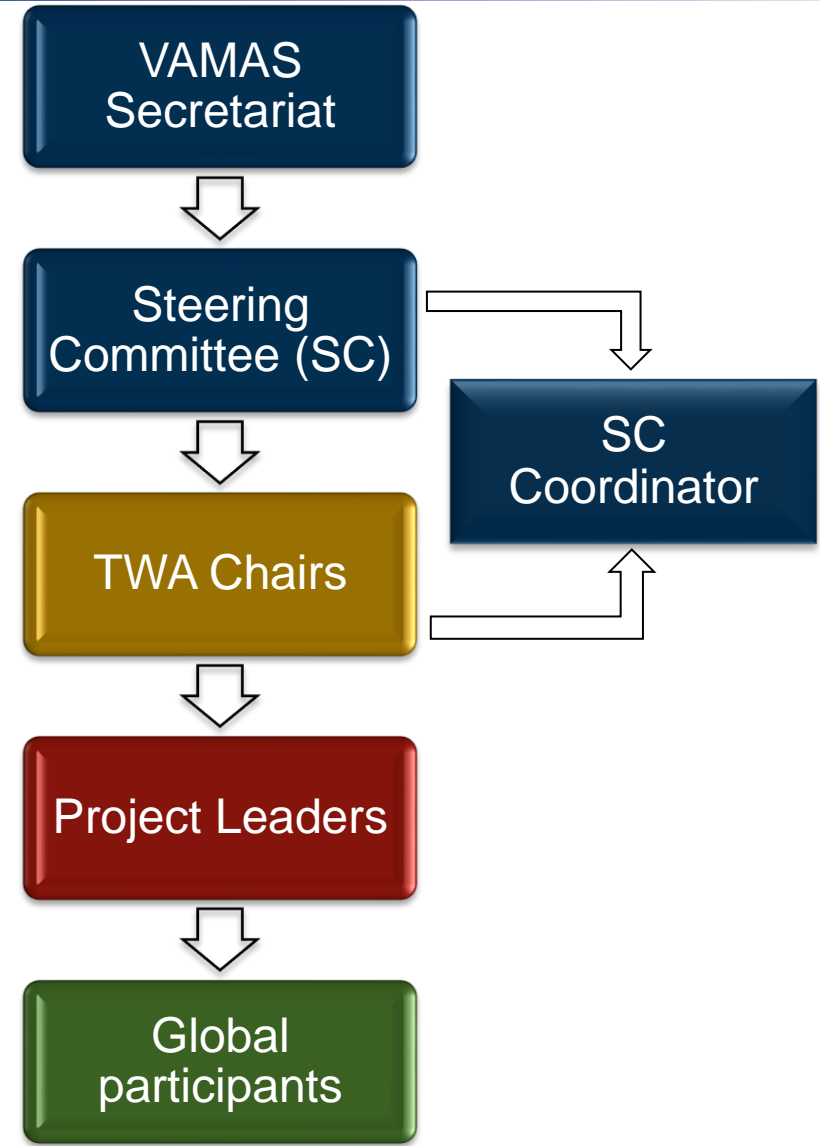 VAMAS
Secretariat
Steering
Committee (SC)
SC
Coordinator
TWA Chairs
Project Leaders
Global
participants